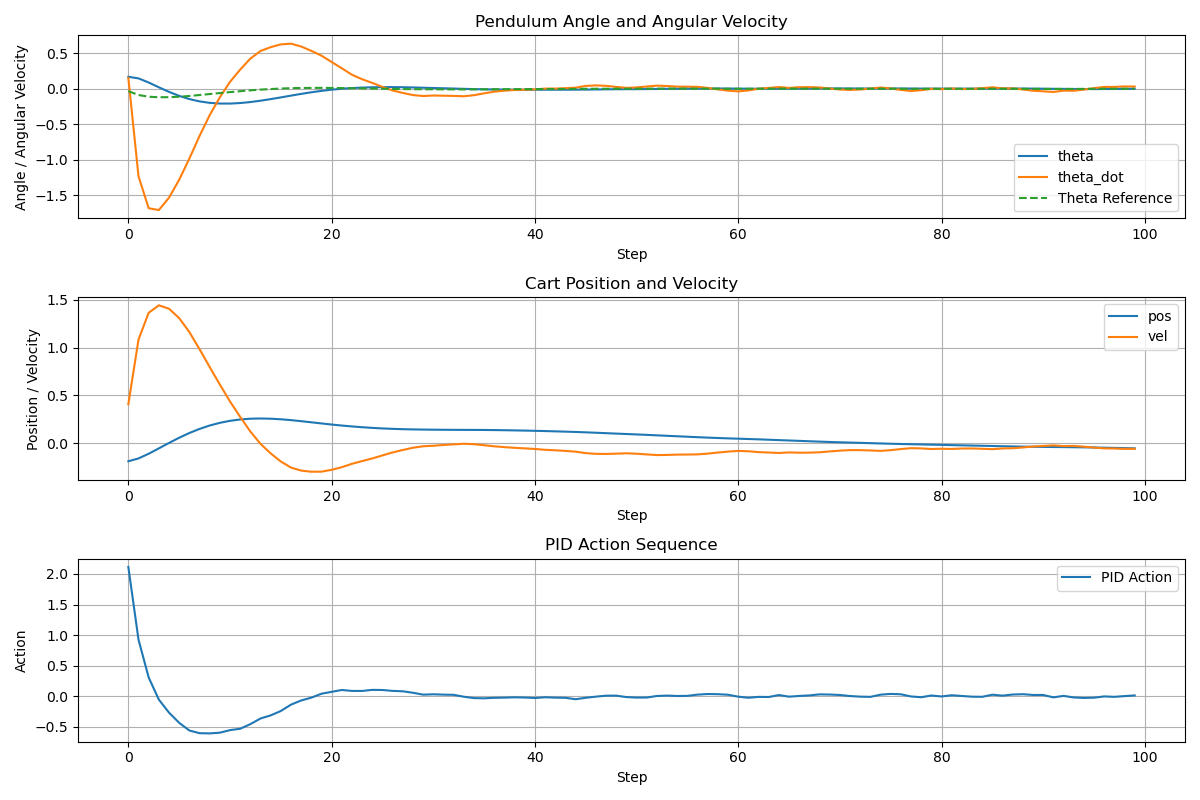 Pendulum Angle and Angular Velocity
Angle / Angular Velocity
0.5
0.0
−0.5
−1.0
−1.5
theta
theta_dot
Theta Reference
0 20 40 60 80 100
Step
Cart Position and Velocity
Position / Velocity
1.5
1.0
0.5
0.0
pos
vel
0 20 40 60 80 100
Step
PID Action Sequence
Action
2.0
1.5
1.0
0.5
0.0
−0.5
PID Action
0 20 40 60 80 100
Step